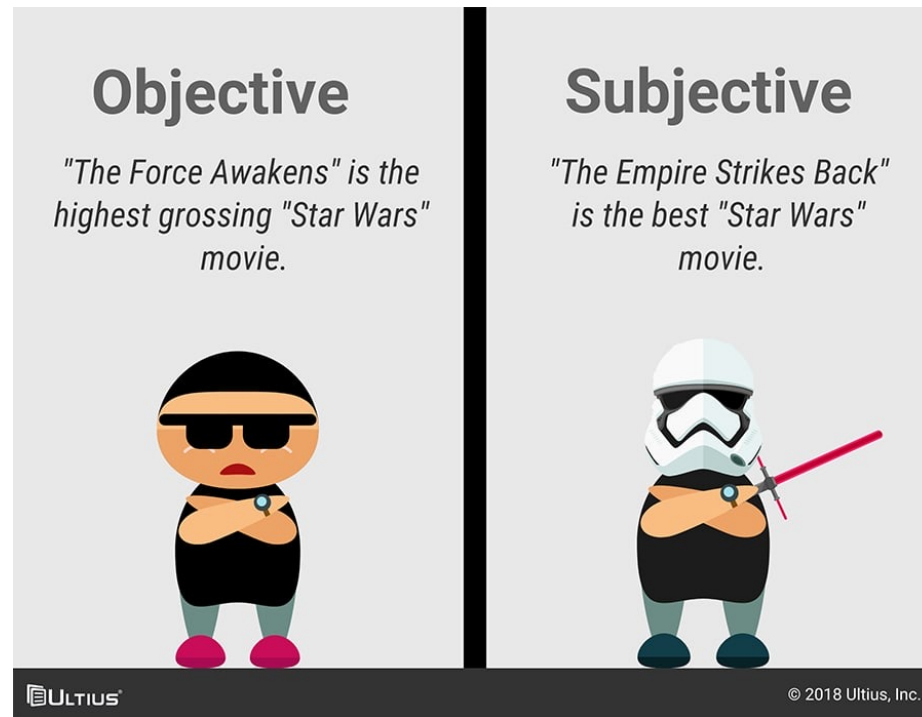 Objective
"The Force Awakens" is the
highest grossing "Star Wars"
movie.
Subjective
"The Empire Strikes Back"
is the best "Star Wars"
movie.
ULTIUS
© 2018 Ultius, Inc.